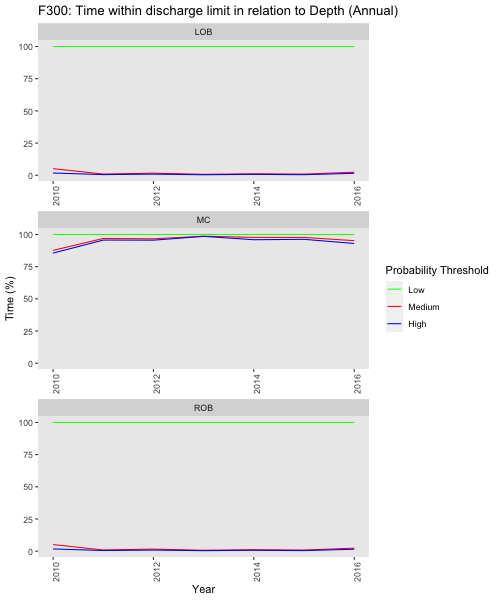 F300: Time within discharge limit in relation to Depth (Annual)
LOB
100
75
50
25
0
2010
2012
2014
2016
MC
100
75
50
25
0
2010
2012
2014
2016
ROB
100
75
50
25
0
2010
2012
2014
2016
Time (%)
Year
Probability Threshold
Low
Medium
High